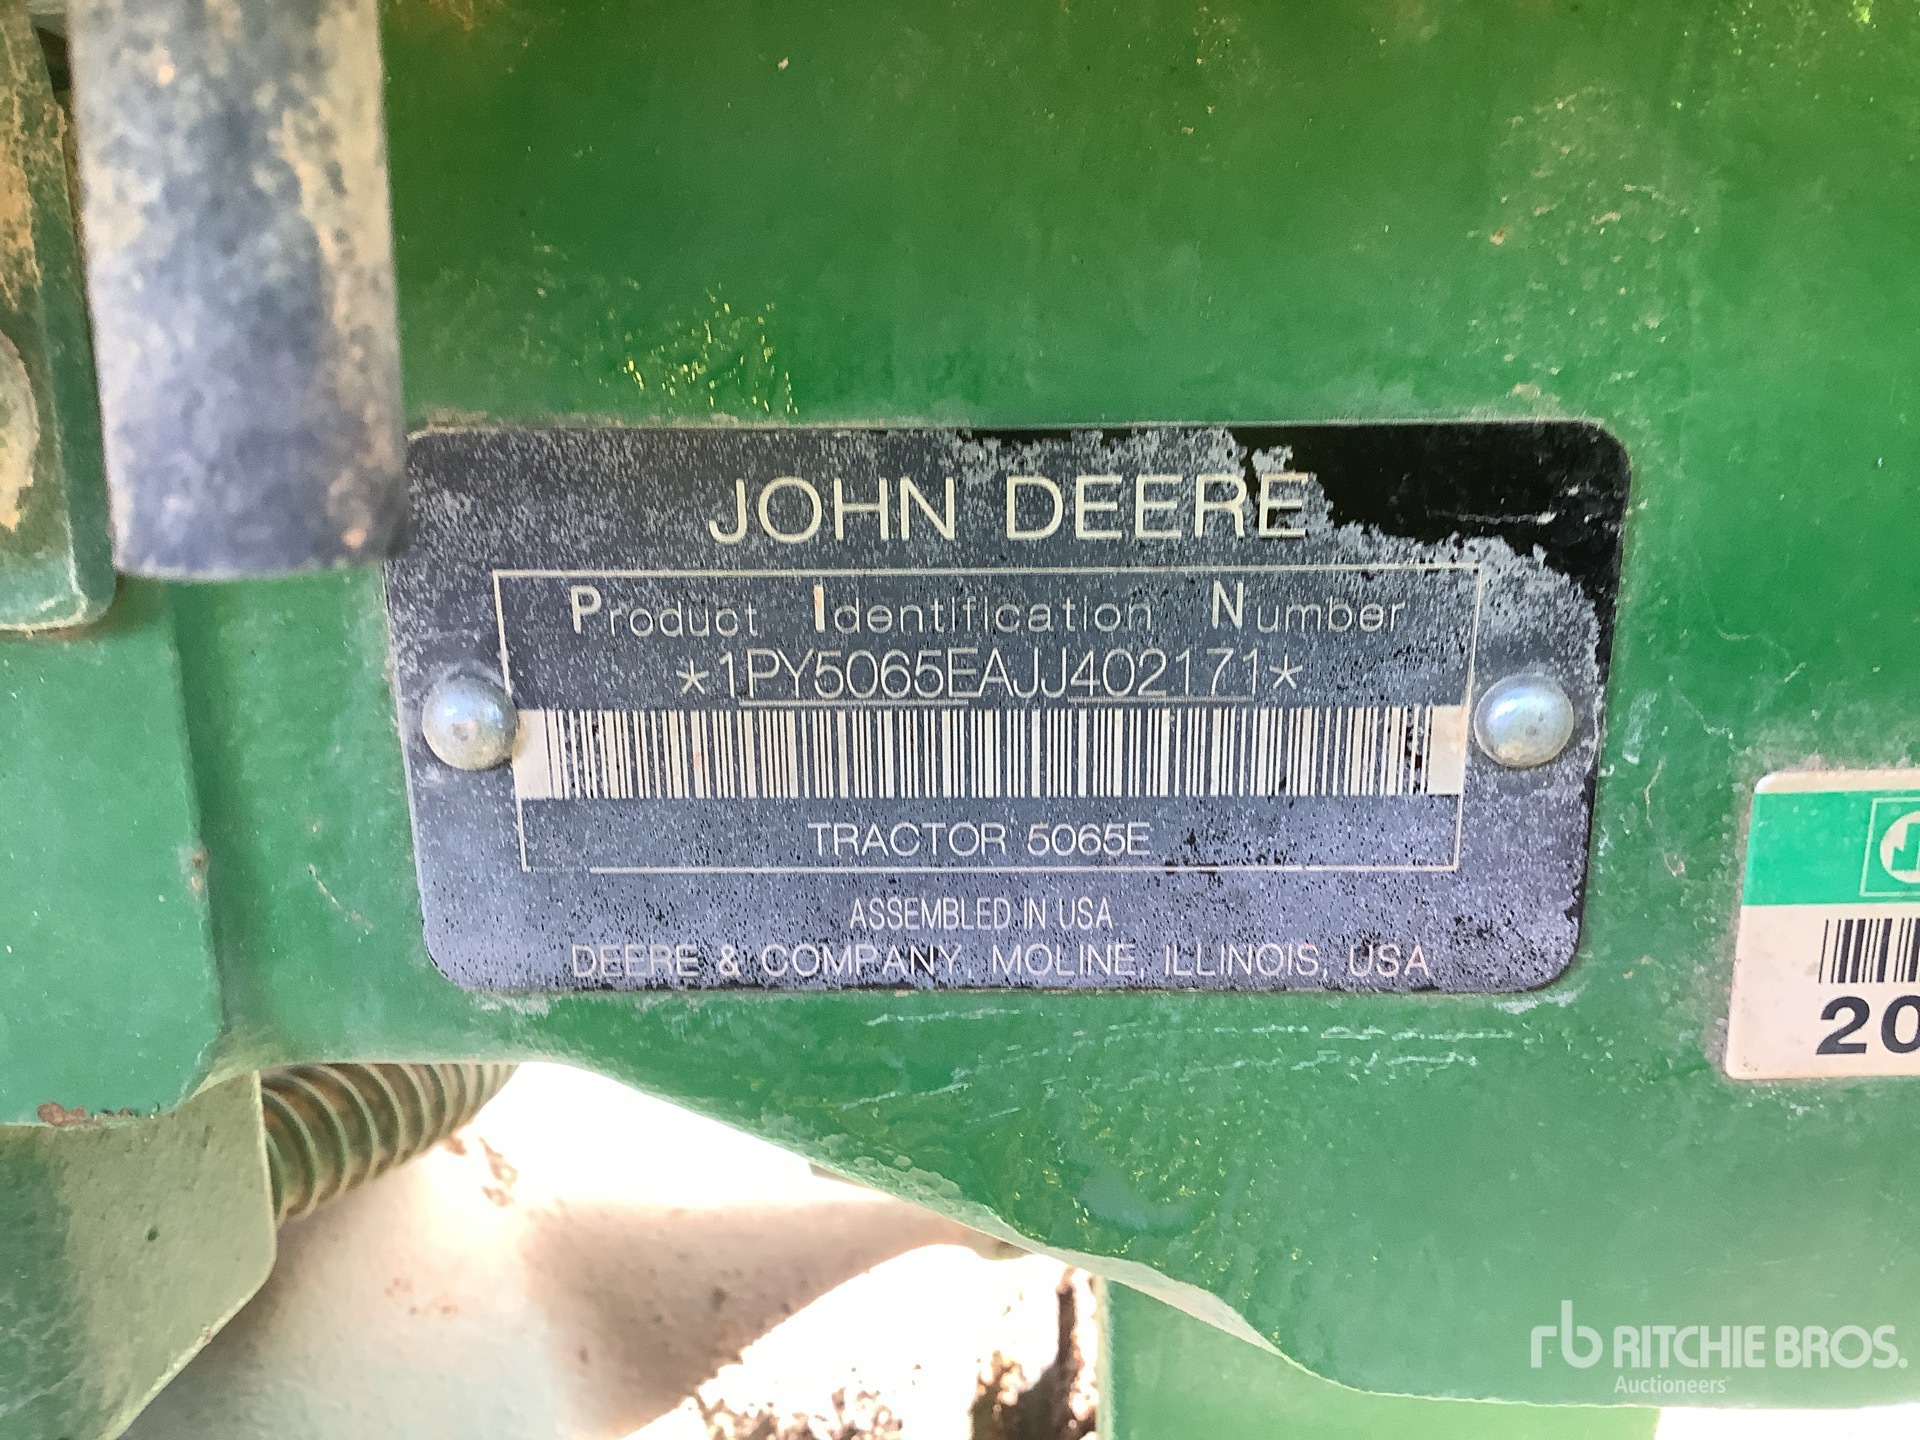 JOHN DEERE
Product Identification Number
*1PY5065EAJJ402171*
TRACTOR 5065E
ASSEMBLED IN USA
DEERE & COMPANY, MOLINE, ILLINOIS, USA
20
rb RITCHIE BROS.
Auctioneers